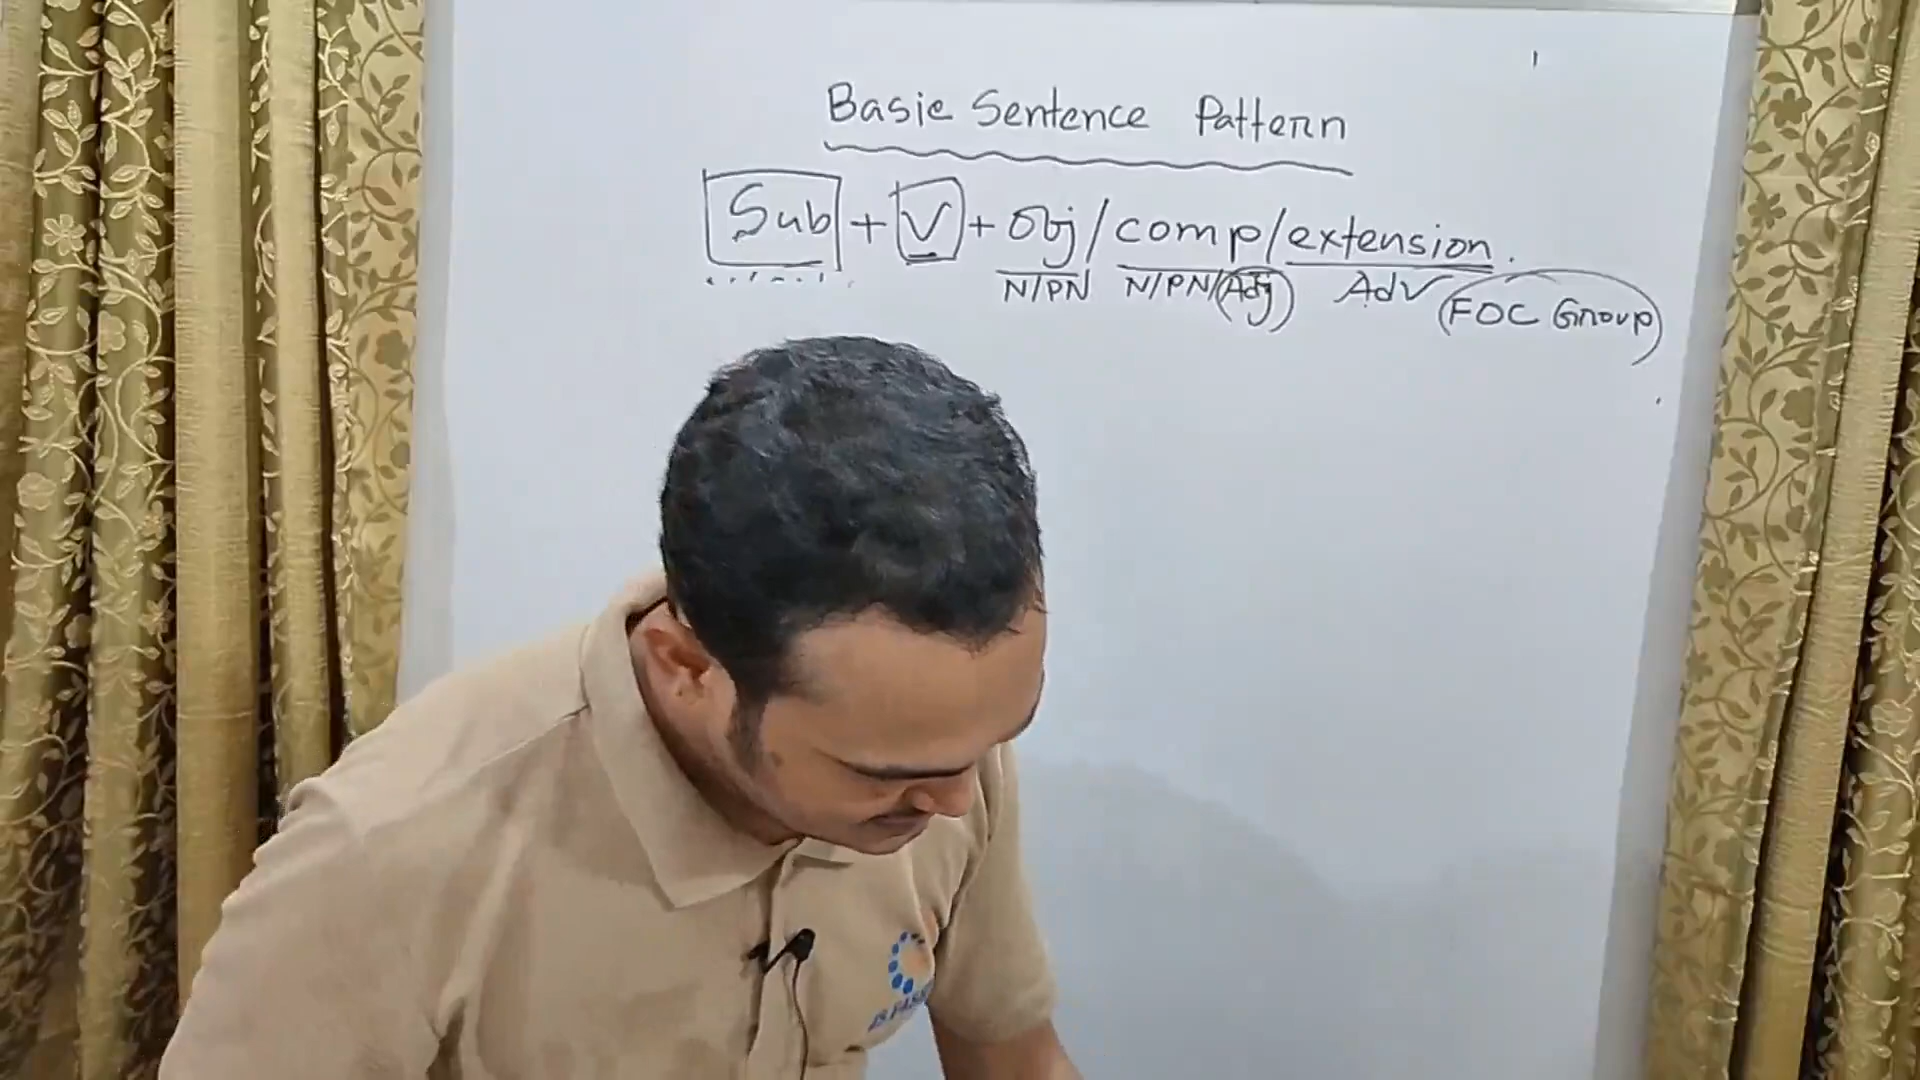 Basic Sentence Pattern
Sub + V + Obj / comp / extension.
N/PN N/PN/Adj Adv (FOC Group)